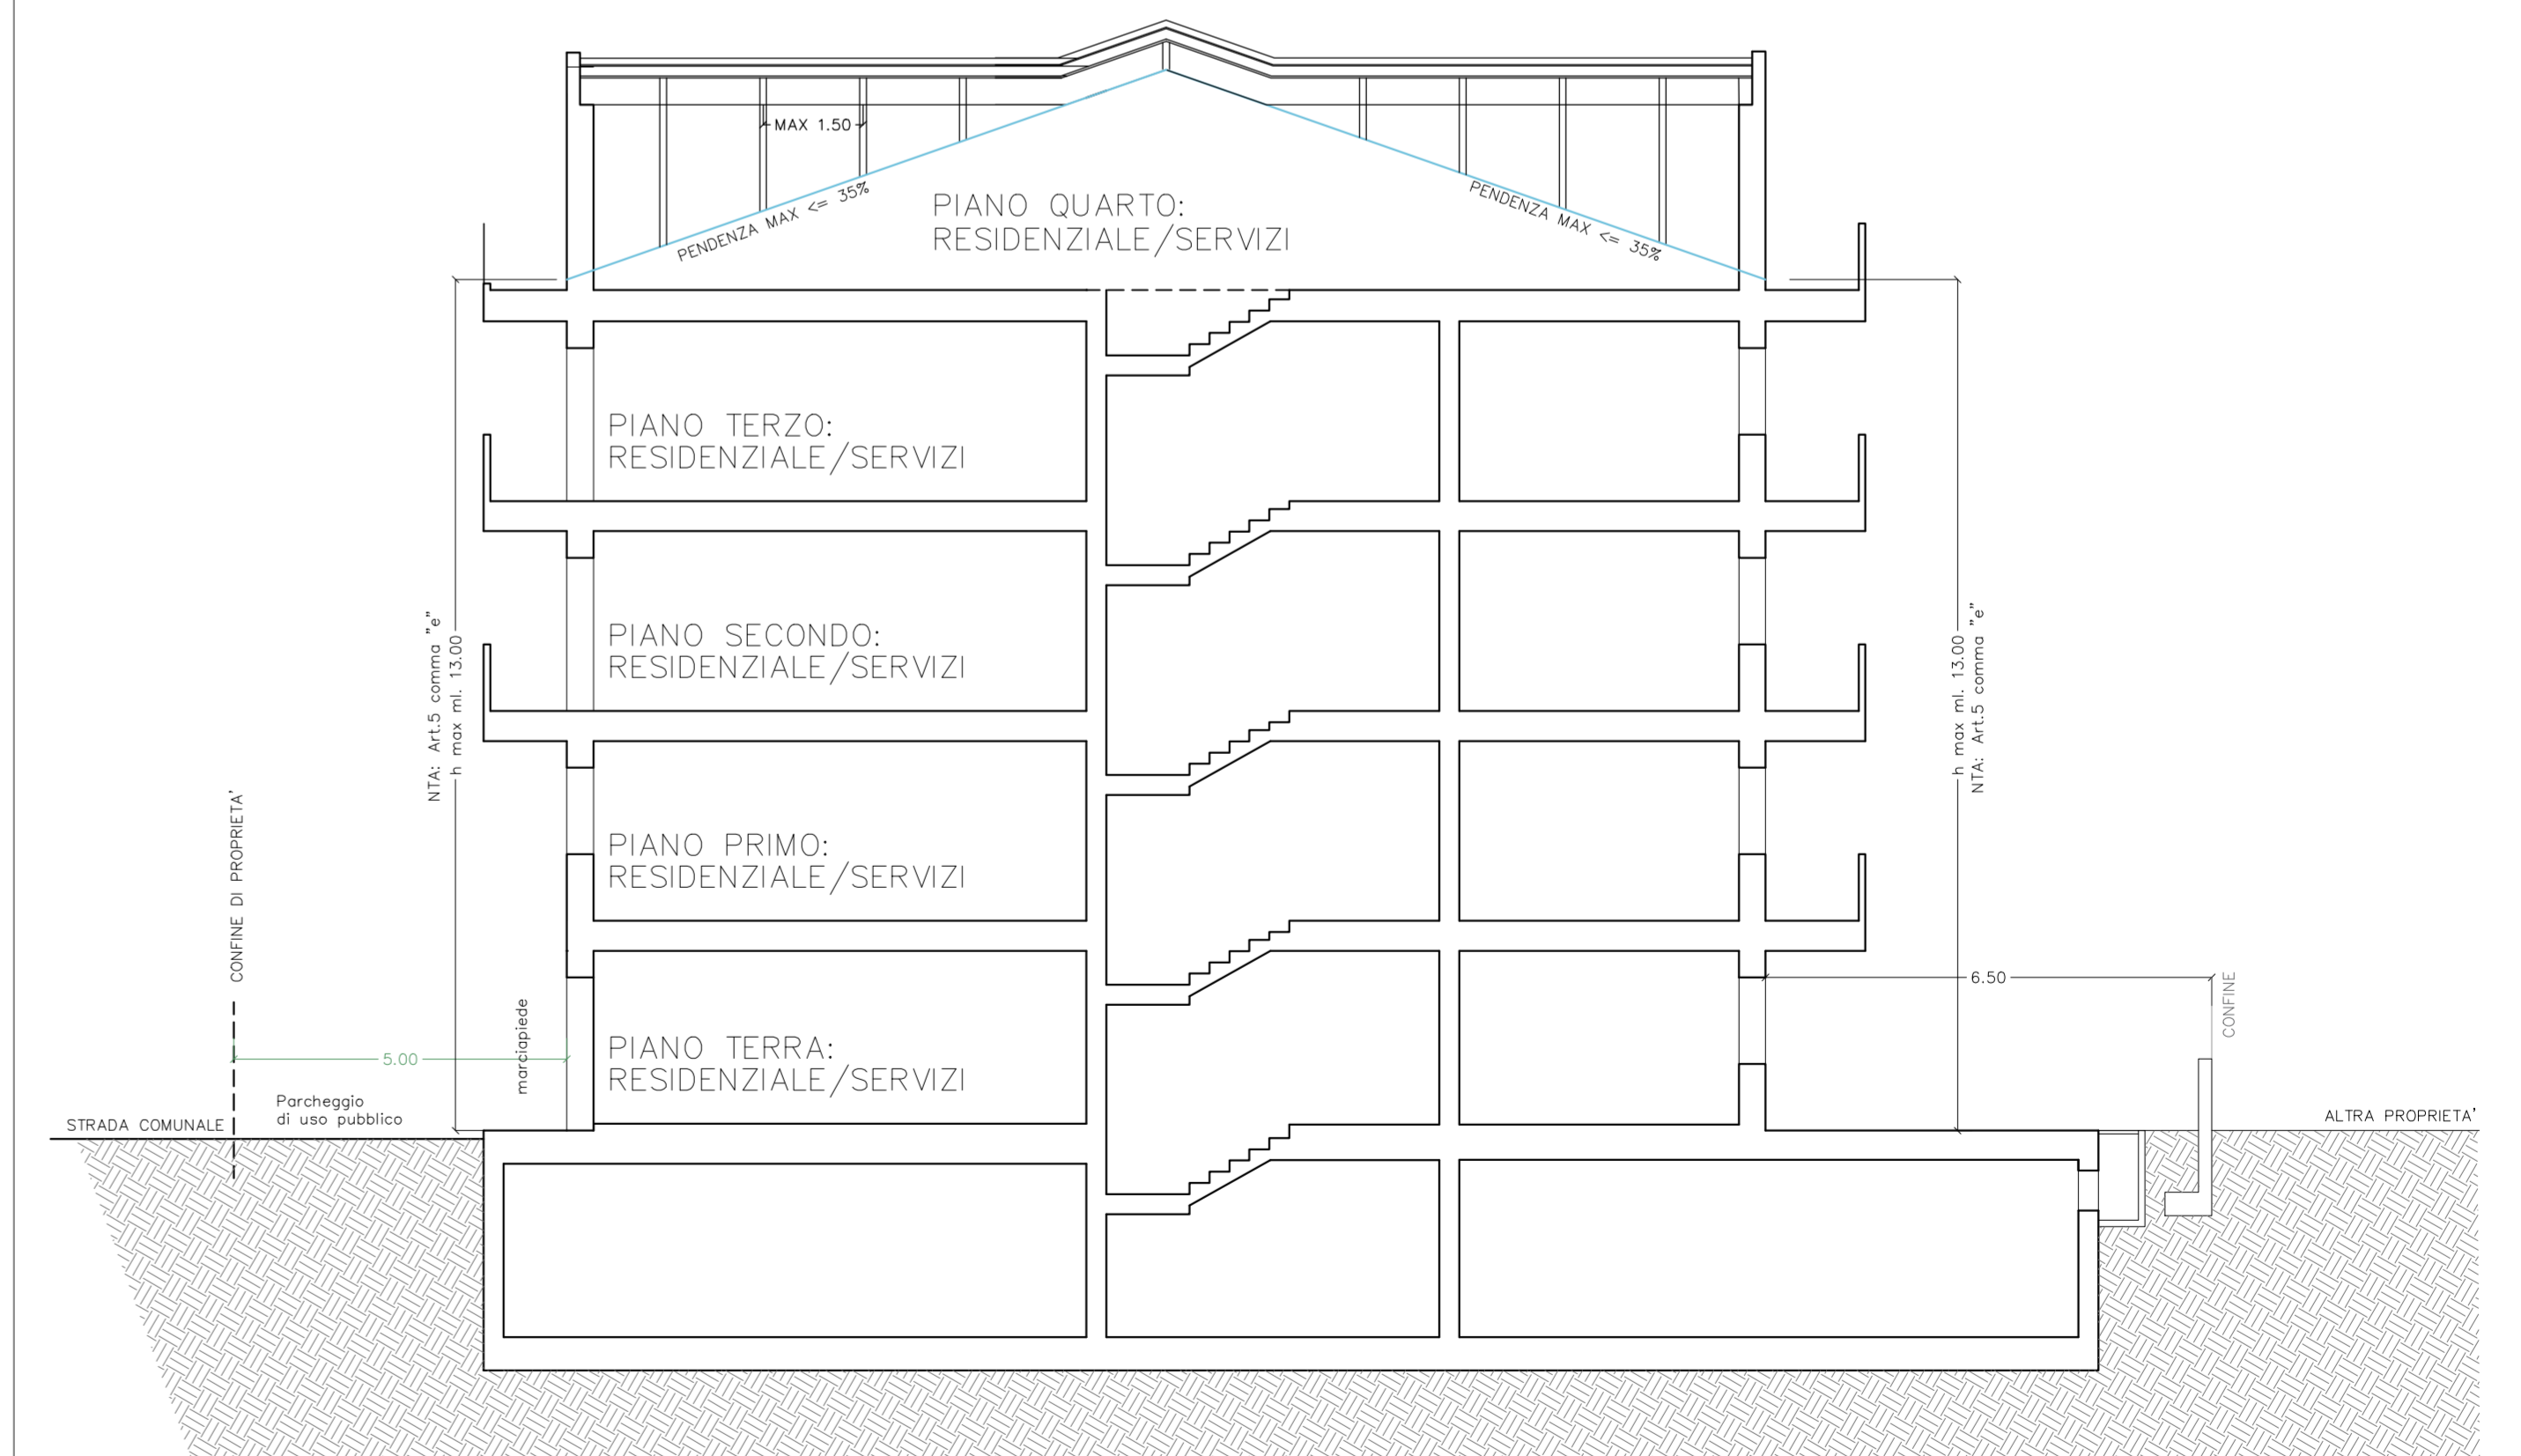 MAX 1.50
PENDENZA MAX <= 35%
PENDENZA MAX <= 35%
PIANO QUARTO:
RESIDENZIALE/SERVIZI
PIANO TERZO:
RESIDENZIALE/SERVIZI
PIANO SECONDO:
RESIDENZIALE/SERVIZI
NTA: Art.5 comma "e"
h max ml. 13.00
h max ml. 13.00
NTA: Art.5 comma "e"
PIANO PRIMO:
RESIDENZIALE/SERVIZI
CONFINE DI PROPRIETA'
6.50
CONFINE
marciapiede
PIANO TERRA:
RESIDENZIALE/SERVIZI
5.00
Parcheggio
di uso pubblico
STRADA COMUNALE
ALTRA PROPRIETA'